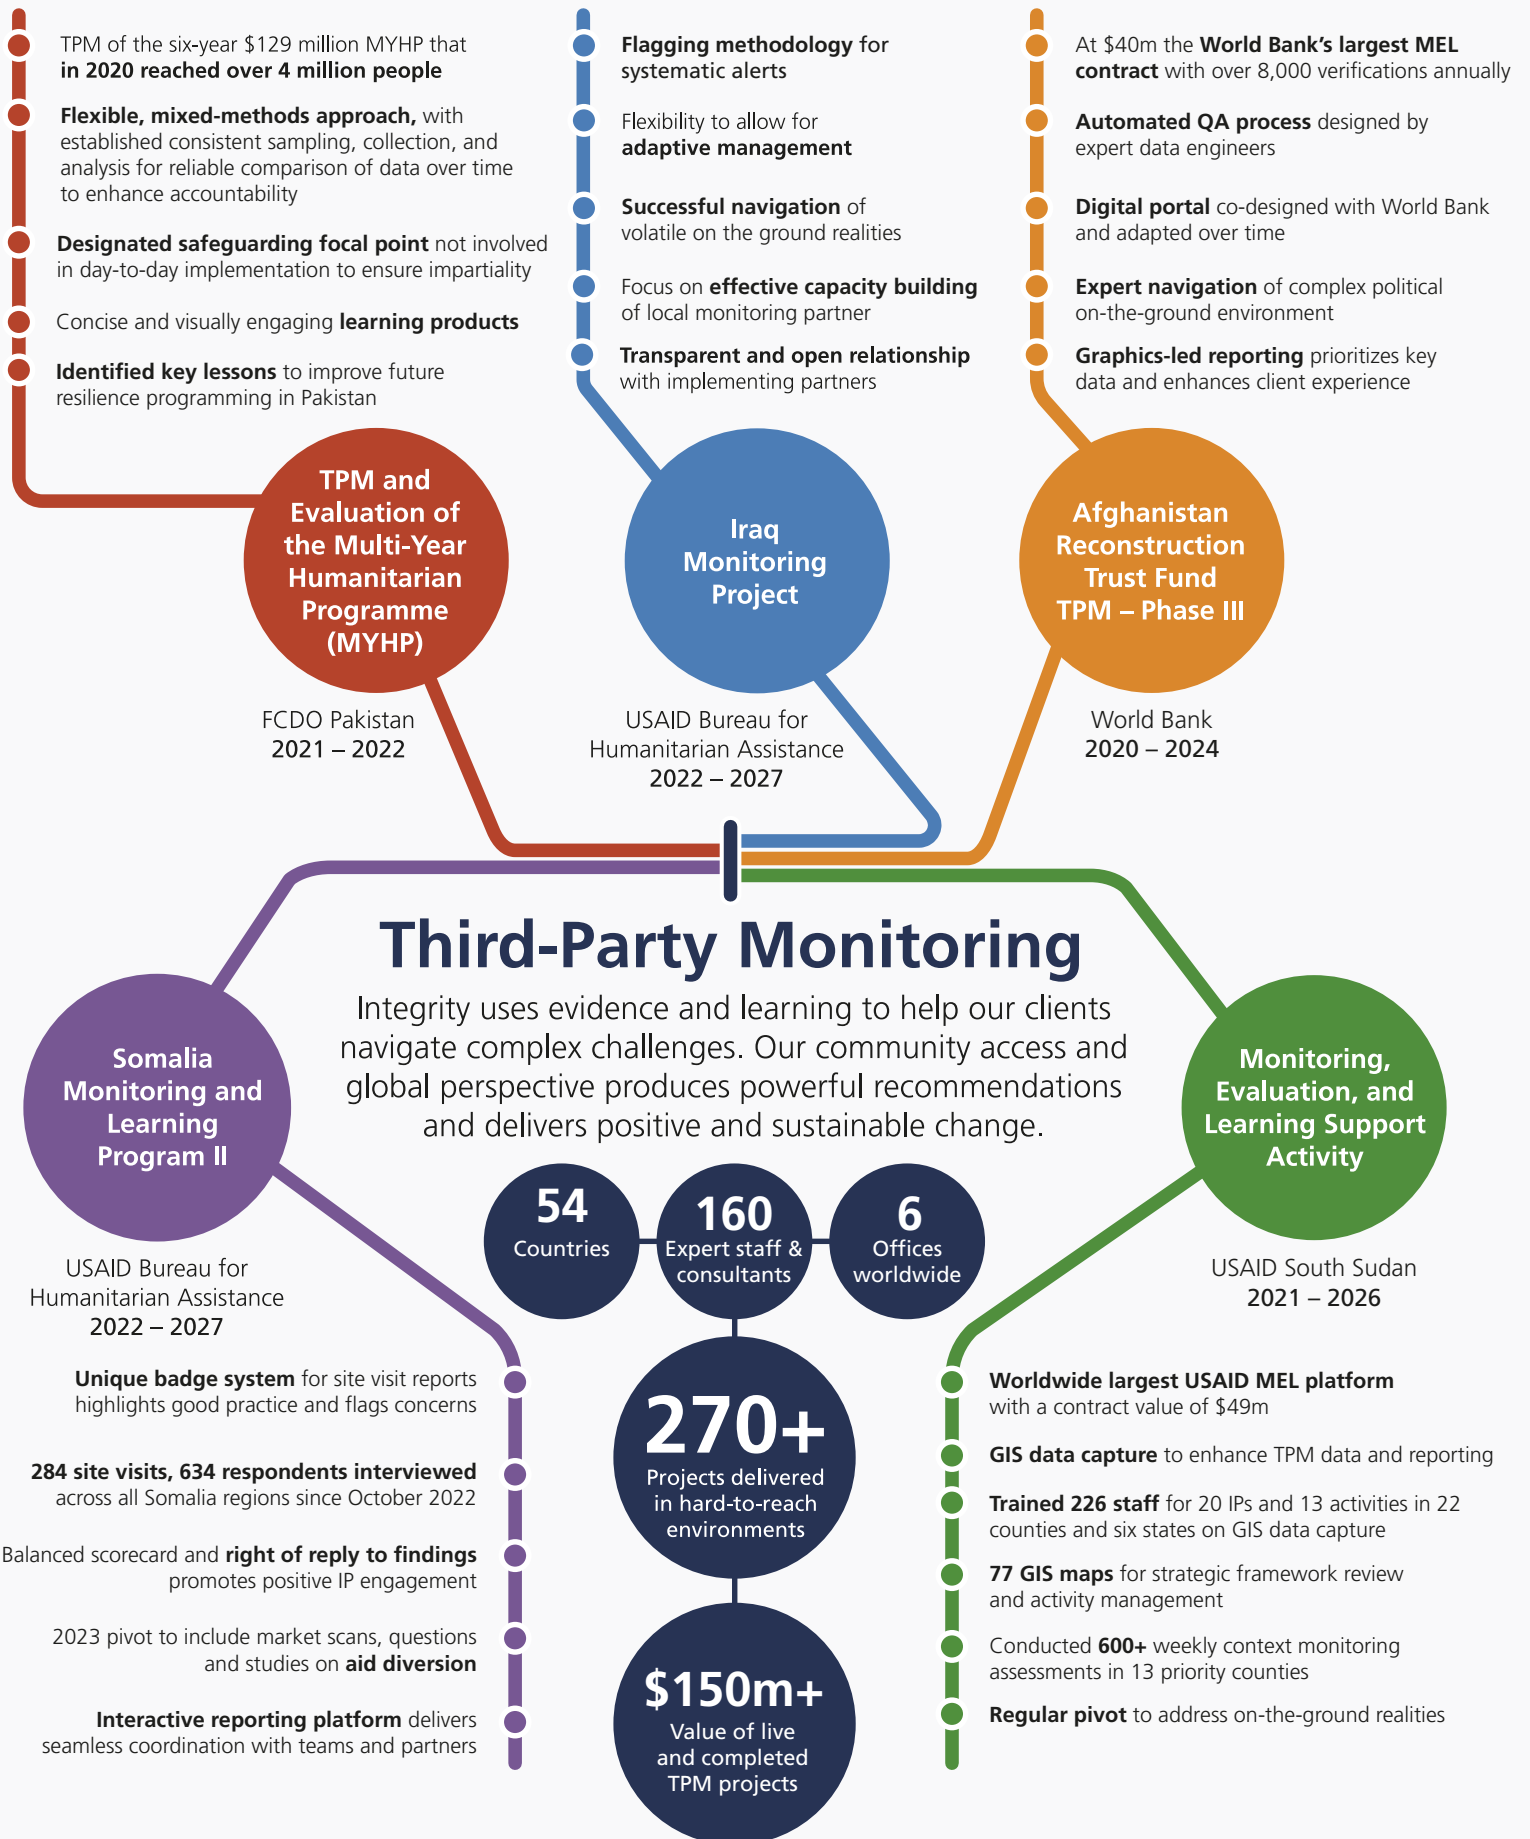 TPM of the six-year $129 million MYHP that
in 2020 reached over 4 million people
Flexible, mixed-methods approach, with
established consistent sampling, collection, and
analysis for reliable comparison of data over time
to enhance accountability
Designated safeguarding focal point not involved
in day-to-day implementation to ensure impartiality
Concise and visually engaging learning products
Identified key lessons to improve future
resilience programming in Pakistan
TPM and
Evaluation of
the Multi-Year
Humanitarian
Programme
(MYHP)
FCDO Pakistan
2021 – 2022
Flagging methodology for
systematic alerts
Flexibility to allow for
adaptive management
Successful navigation of
volatile on the ground realities
Focus on effective capacity building
of local monitoring partner
Transparent and open relationship
with implementing partners
Iraq
Monitoring
Project
USAID Bureau for
Humanitarian Assistance
2022 – 2027
At $40m the World Bank's largest MEL
contract with over 8,000 verifications annually
Automated QA process designed by
expert data engineers
Digital portal co-designed with World Bank
and adapted over time
Expert navigation of complex political
on-the-ground environment
Graphics-led reporting prioritizes key
data and enhances client experience
Afghanistan
Reconstruction
Trust Fund
TPM – Phase III
World Bank
2020 – 2024
Third-Party Monitoring
Integrity uses evidence and learning to help our clients
navigate complex challenges. Our community access and
global perspective produces powerful recommendations
and delivers positive and sustainable change.
54
Countries
160
Expert staff &
consultants
6
Offices
worldwide
270+
Projects delivered
in hard-to-reach
environments
$150m+
Value of live
and completed
TPM projects
Somalia
Monitoring and
Learning
Program II
USAID Bureau for
Humanitarian Assistance
2022 – 2027
Unique badge system for site visit reports
highlights good practice and flags concerns
284 site visits, 634 respondents interviewed
across all Somalia regions since October 2022
Balanced scorecard and right of reply to findings
promotes positive IP engagement
2023 pivot to include market scans, questions
and studies on aid diversion
Interactive reporting platform delivers
seamless coordination with teams and partners
Monitoring,
Evaluation, and
Learning Support
Activity
USAID South Sudan
2021 – 2026
Worldwide largest USAID MEL platform
with a contract value of $49m
GIS data capture to enhance TPM data and reporting
Trained 226 staff for 20 IPs and 13 activities in 22
counties and six states on GIS data capture
77 GIS maps for strategic framework review
and activity management
Conducted 600+ weekly context monitoring
assessments in 13 priority counties
Regular pivot to address on-the-ground realities